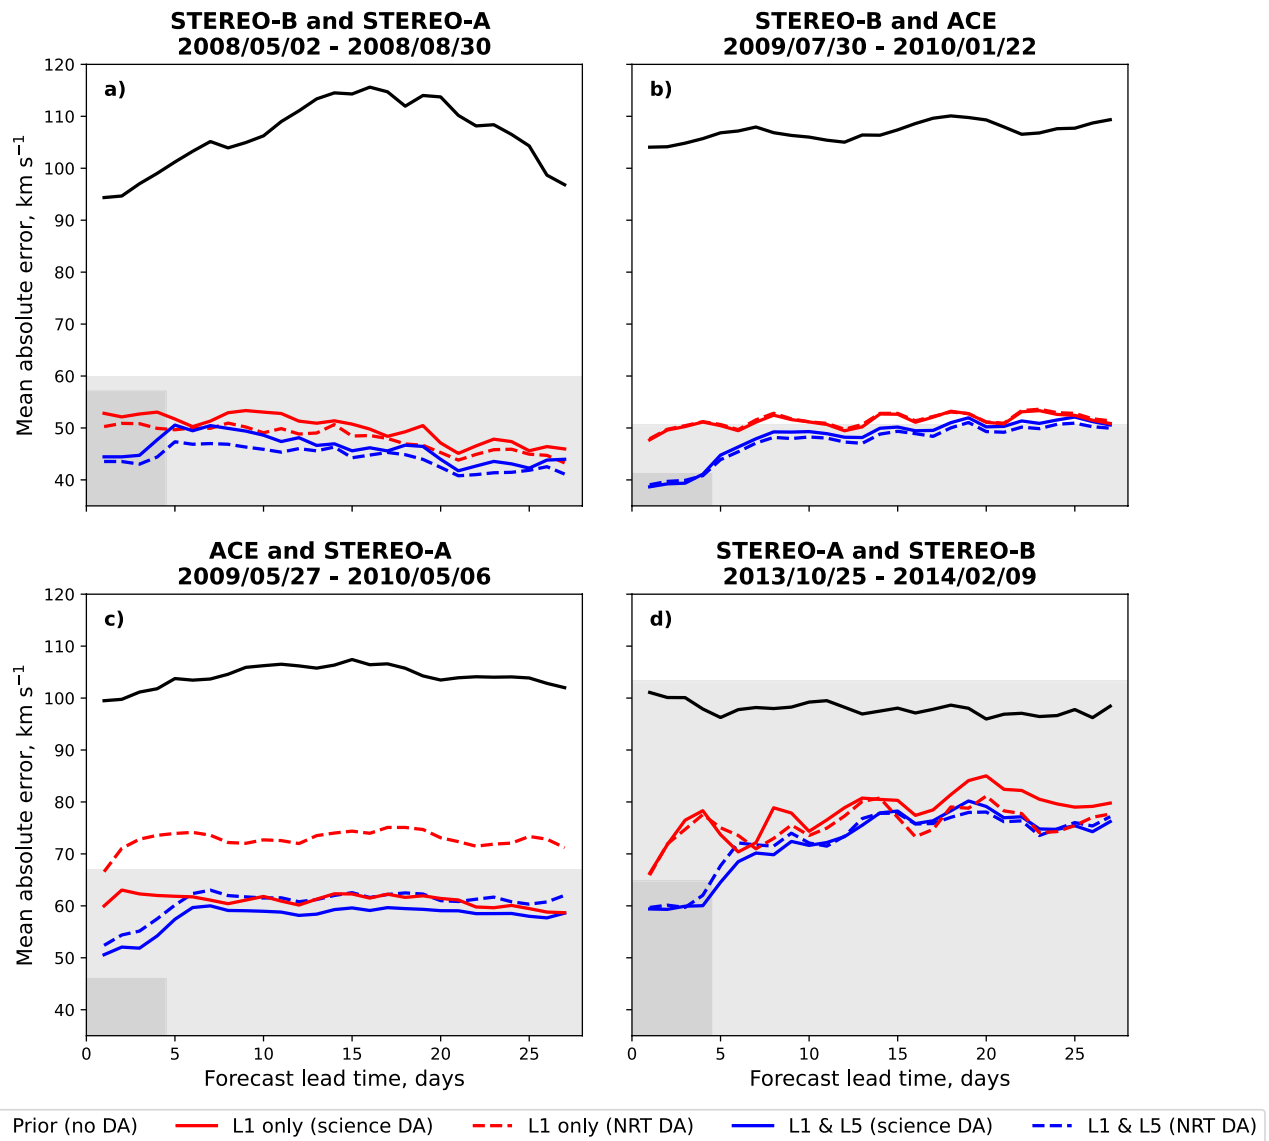 STEREO-B and STEREO-A
2008/05/02 - 2008/08/30
STEREO-B and ACE
2009/07/30 - 2010/01/22
a)
b)
120
110
100
90
80
70
60
50
40
Mean absolute error, km s⁻¹
ACE and STEREO-A
2009/05/27 - 2010/05/06
STEREO-A and STEREO-B
2013/10/25 - 2014/02/09
c)
d)
120
110
100
90
80
70
60
50
40
Mean absolute error, km s⁻¹
0 5 10 15 20 25
0 5 10 15 20 25
Forecast lead time, days
Forecast lead time, days
Prior (no DA) L1 only (science DA) L1 only (NRT DA) L1 & L5 (science DA) L1 & L5 (NRT DA)